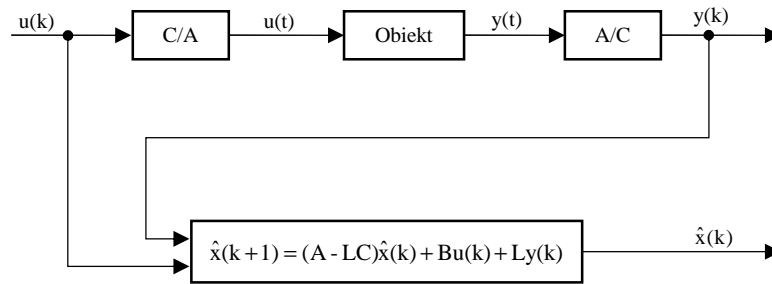 u(k) C/A u(t) Obiekt y(t) A/C y(k)
x̂(k+1) = (A - LC)x̂(k) + Bu(k) + Ly(k) x̂(k)